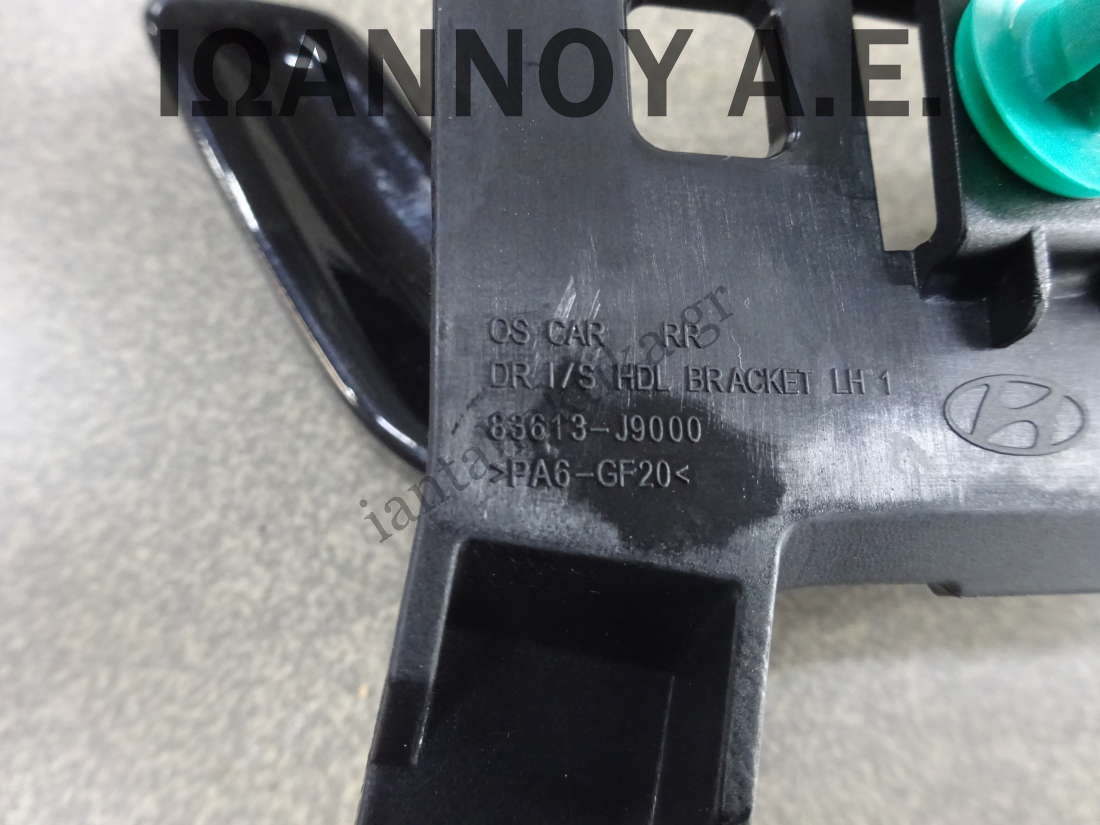 ΙΩΑΝΝΟΥ Α.Ε.
OS CAR RR
DR I/S HDL BRACKET LH 1
83613-J9000
>PA6-GF20<